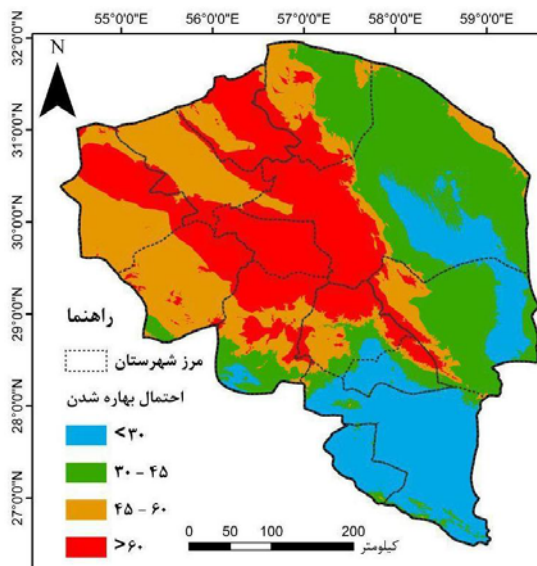 55°0'0"E 56°0'0"E 57°0'0"E 58°0'0"E 59°0'0"E
N
32°0'0"N
31°0'0"N
30°0'0"N
29°0'0"N
28°0'0"N
27°0'0"N
راهنما
مرز شهرستان
احتمال بهاره شدن
<۳۰
۳۰ - ۴۵
۴۵ - ۶۰
>۶۰
0 50 100 200
کیلومتر